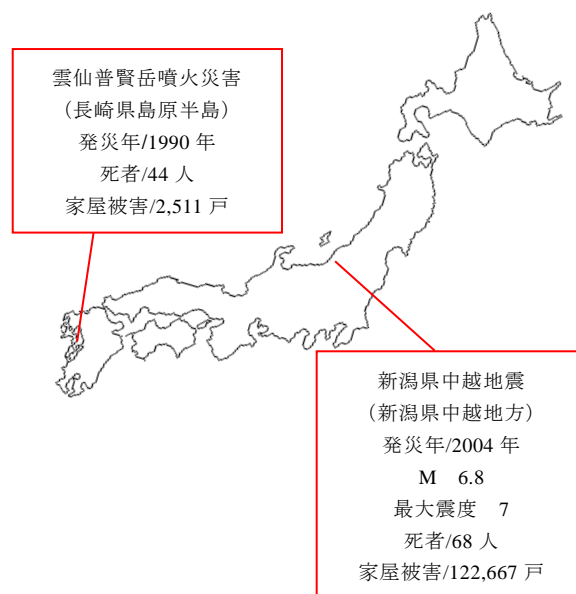 雲仙普賢岳噴火災害
（長崎県島原半島）
発災年/1990 年
死者/44 人
家屋被害/2,511 戸
新潟県中越地震
（新潟県中越地方）
発災年/2004 年
M　6.8
最大震度　7
死者/68 人
家屋被害/122,667 戸